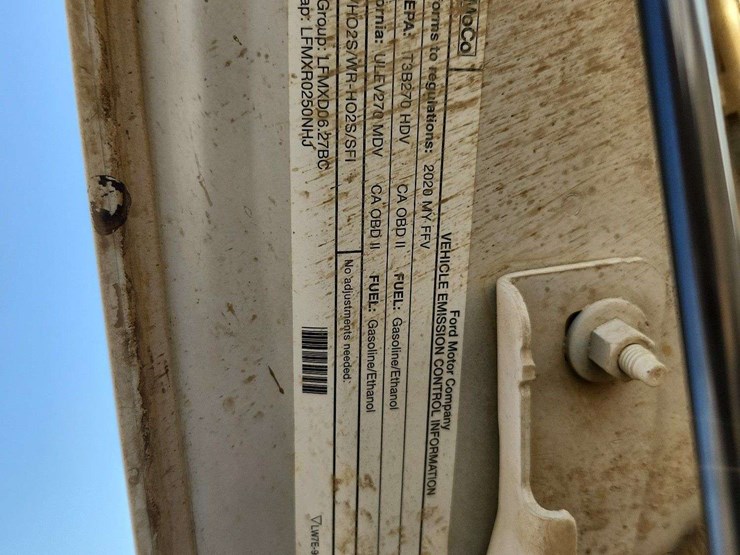 MoCo
Ford Motor Company
VEHICLE EMISSION CONTROL INFORMATION
orms to regulations: 2020 MY FFV
EPA: T3B270 HDV CA OBD II FUEL: Gasoline/Ethanol
ornia: ULEV270 MDV CA OBD II FUEL: Gasoline/Ethanol
/HO2S/WR-HO2S/SFI No adjustments needed.
Group: LFMXD06.27BC
ap: LFMXR0250NHJ